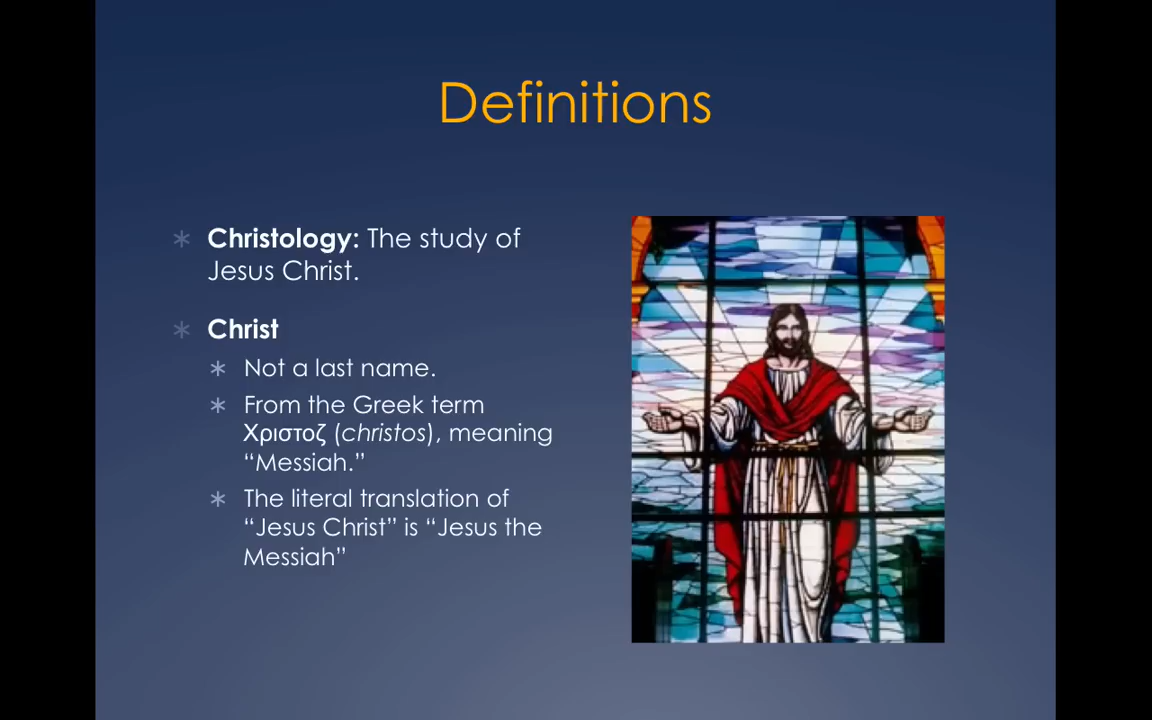 Definitions
Christology: The study of
Jesus Christ.
Christ
Not a last name.
From the Greek term
Χριστοζ (christos), meaning
“Messiah.”
The literal translation of
“Jesus Christ” is “Jesus the
Messiah”